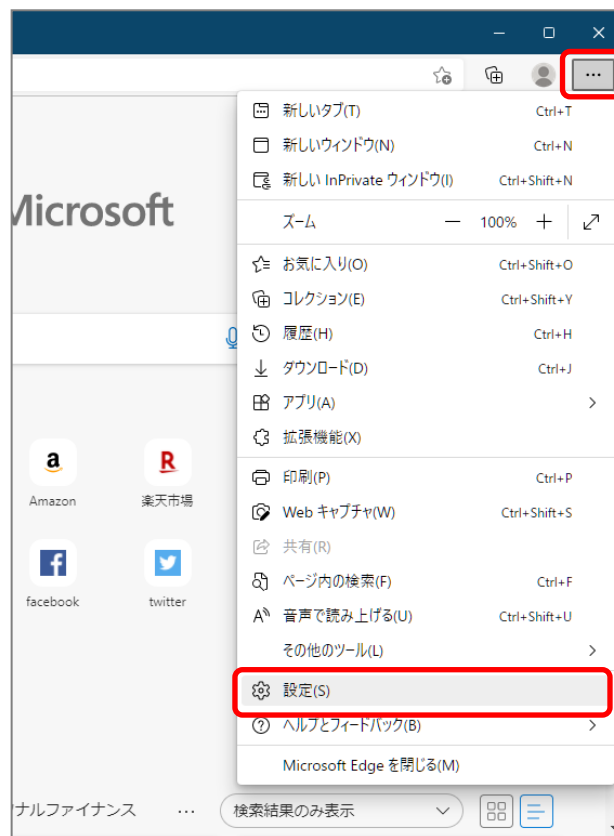 新しいタブ(T) Ctrl+T
新しいウィンドウ(N) Ctrl+N
新しい InPrivate ウィンドウ(I) Ctrl+Shift+N
Microsoft
ズーム 100%
お気に入り(O) Ctrl+Shift+O
コレクション(E) Ctrl+Shift+Y
履歴(H) Ctrl+H
ダウンロード(D) Ctrl+J
アプリ(A)
拡張機能(X)
Amazon
楽天市場
印刷(P) Ctrl+P
Web キャプチャ(W) Ctrl+Shift+S
共有(R)
ページ内の検索(F) Ctrl+F
facebook
twitter
音声で読み上げる(U) Ctrl+Shift+U
その他のツール(L)
設定(S)
ヘルプとフィードバック(B)
Microsoft Edge を閉じる(M)
ナルファイナンス ... 検索結果のみ表示